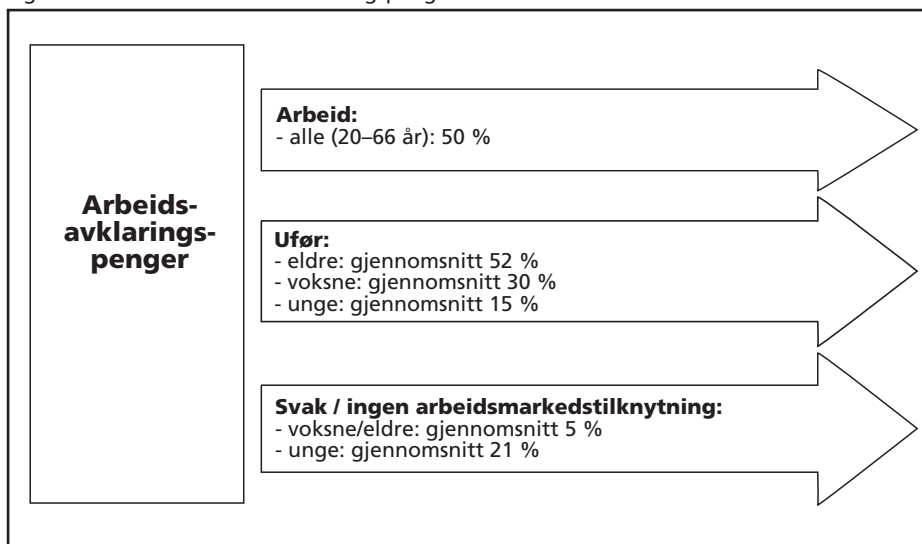 Arbeids-
avklarings-
penger
Arbeid:
- alle (20–66 år): 50 %
Ufør:
- eldre: gjennomsnitt 52 %
- voksne: gjennomsnitt 30 %
- unge: gjennomsnitt 15 %
Svak / ingen arbeidsmarkedstilknytning:
- voksne/eldre: gjennomsnitt 5 %
- unge: gjennomsnitt 21 %